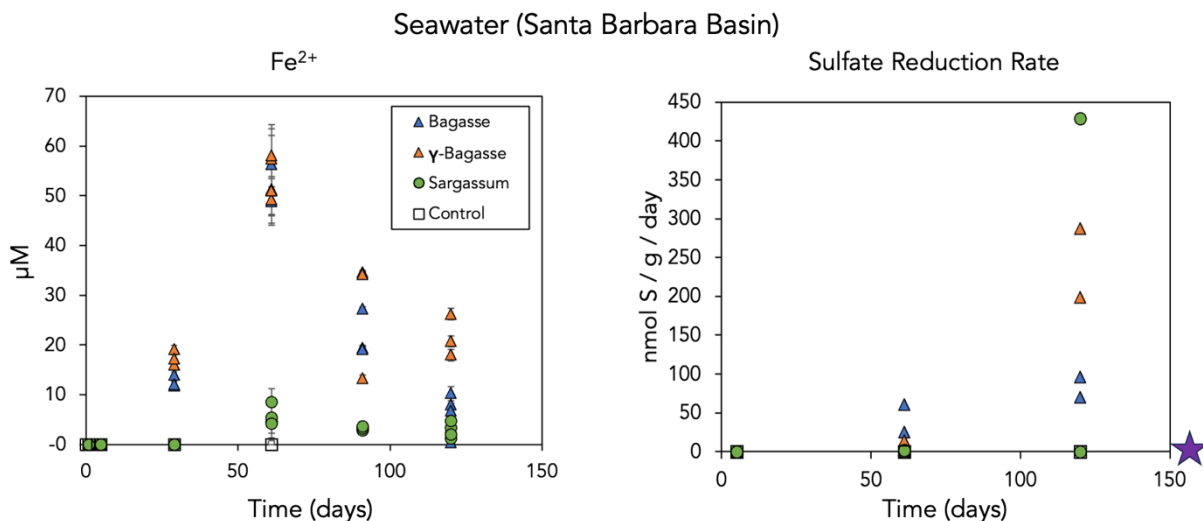 Seawater (Santa Barbara Basin)
Fe²⁺
70
60
50
40
30
20
10
-0
µM
0
50
100
150
Time (days)
Bagasse
γ-Bagasse
Sargassum
Control
Sulfate Reduction Rate
450
400
350
300
250
200
150
100
50
0
nmol S / g / day
0
50
100
150
Time (days)